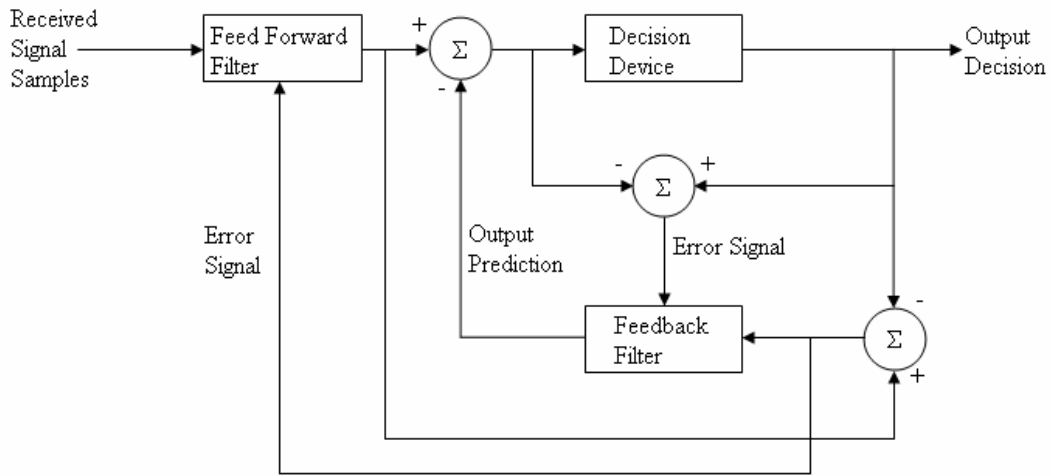 Received
Signal
Samples
Feed Forward
Filter
+
Σ
-
Decision
Device
Output
Decision
-
Σ
+
Error
Signal
Output
Prediction
Error Signal
Feedback
Filter
-
Σ
+